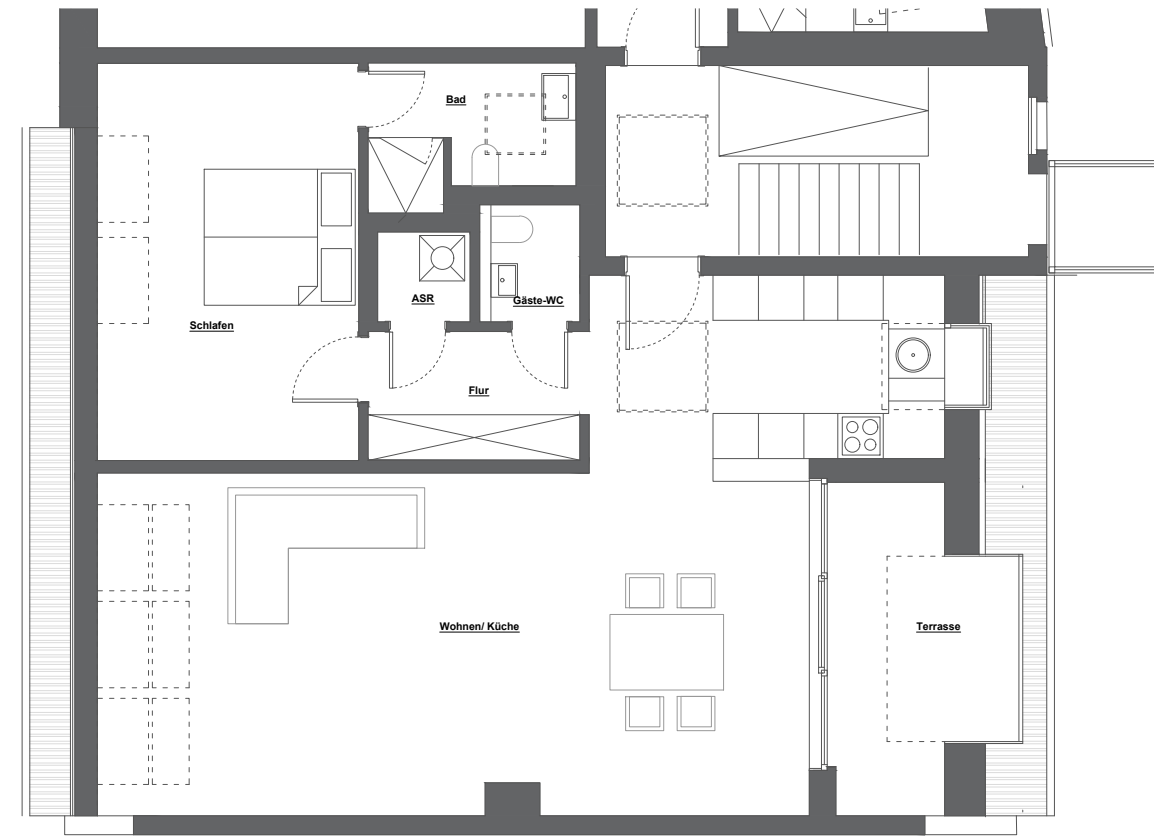 Bad
ASR
Gäste-WC
Schlafen
Flur
Wohnen/ Küche
Terrasse